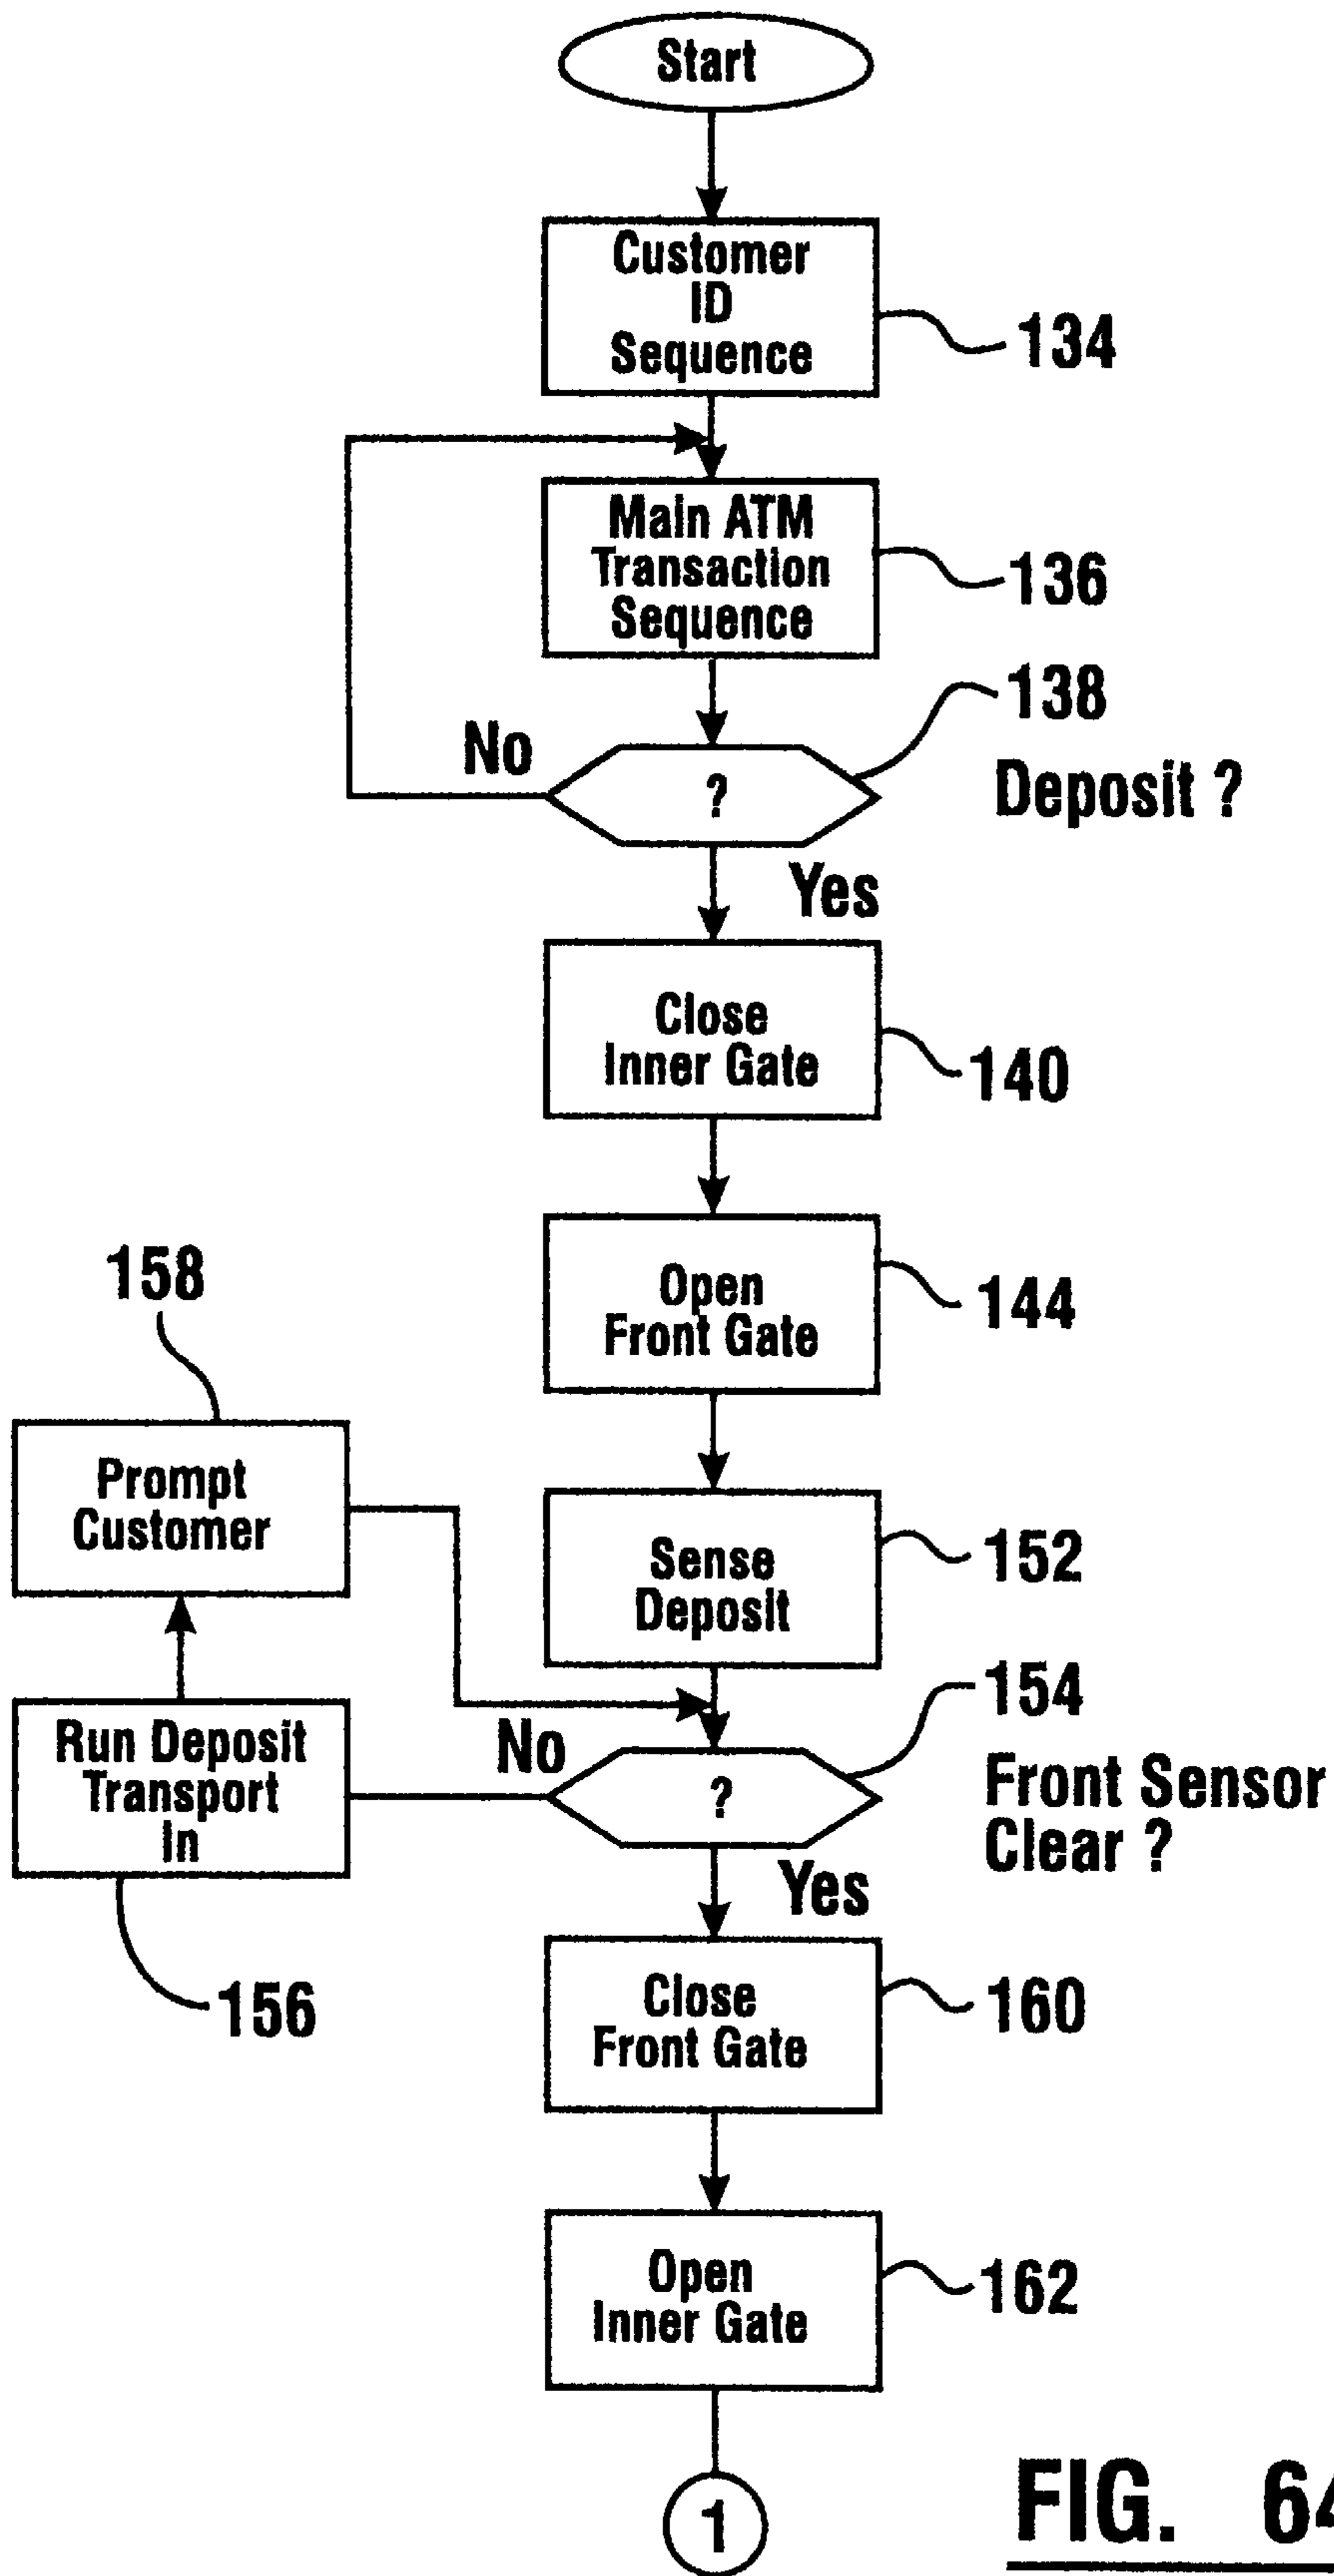 Start
Customer
ID
Sequence
134
Main ATM
Transaction
Sequence
136
138
No
?
Deposit ?
Yes
Close
Inner Gate
140
Open
Front Gate
144
158
Prompt
Customer
Sense
Deposit
152
154
Run Deposit
Transport
In
No
?
Front Sensor
Clear ?
Yes
156
Close
Front Gate
160
Open
Inner Gate
162
1
FIG. 64